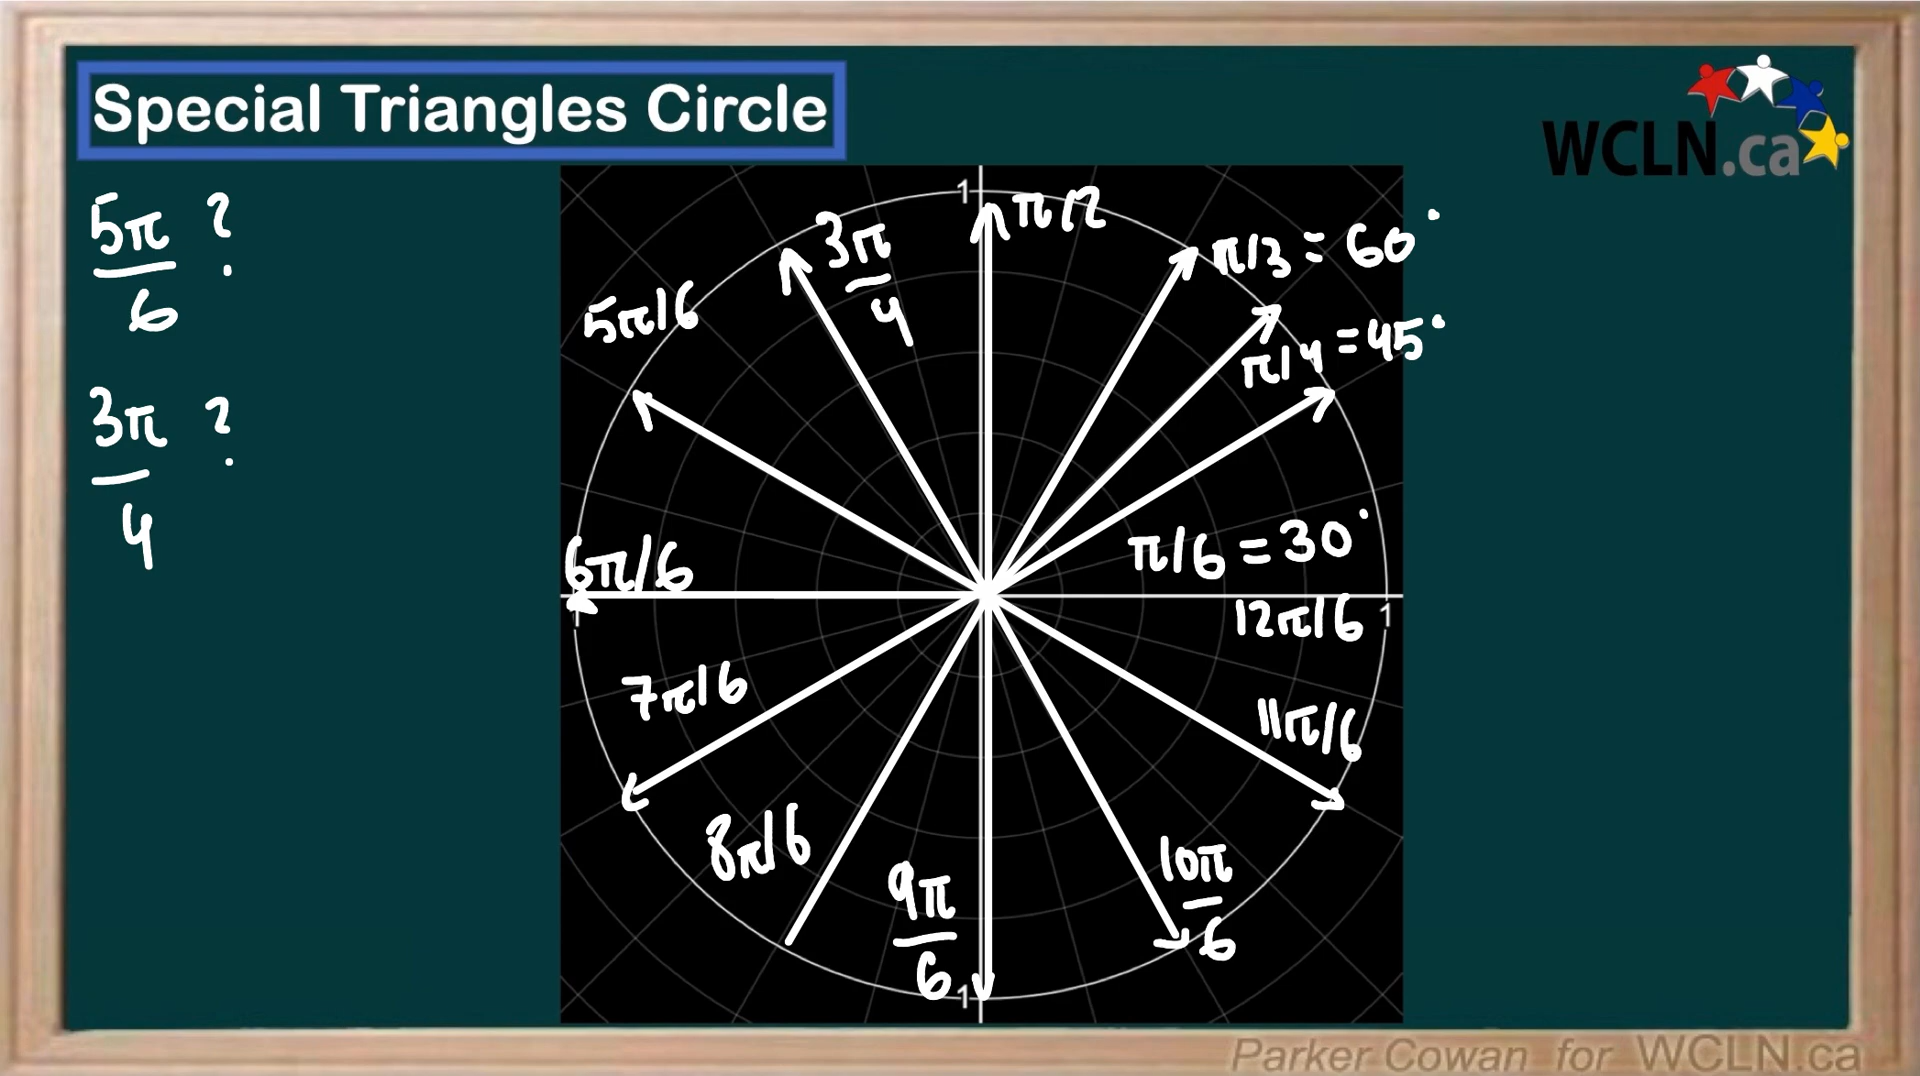 Special Triangles Circle
WCLN.ca
5π/6 ?
3π/4 ?
1
π/2
3π/4
π/3 = 60°
5π/6
π/4 = 45°
π/6 = 30°
6π/6
1
12π/6
1
7π/6
11π/6
8π/6
9π/6
10π/6
1
Parker Cowan for WCLN.ca